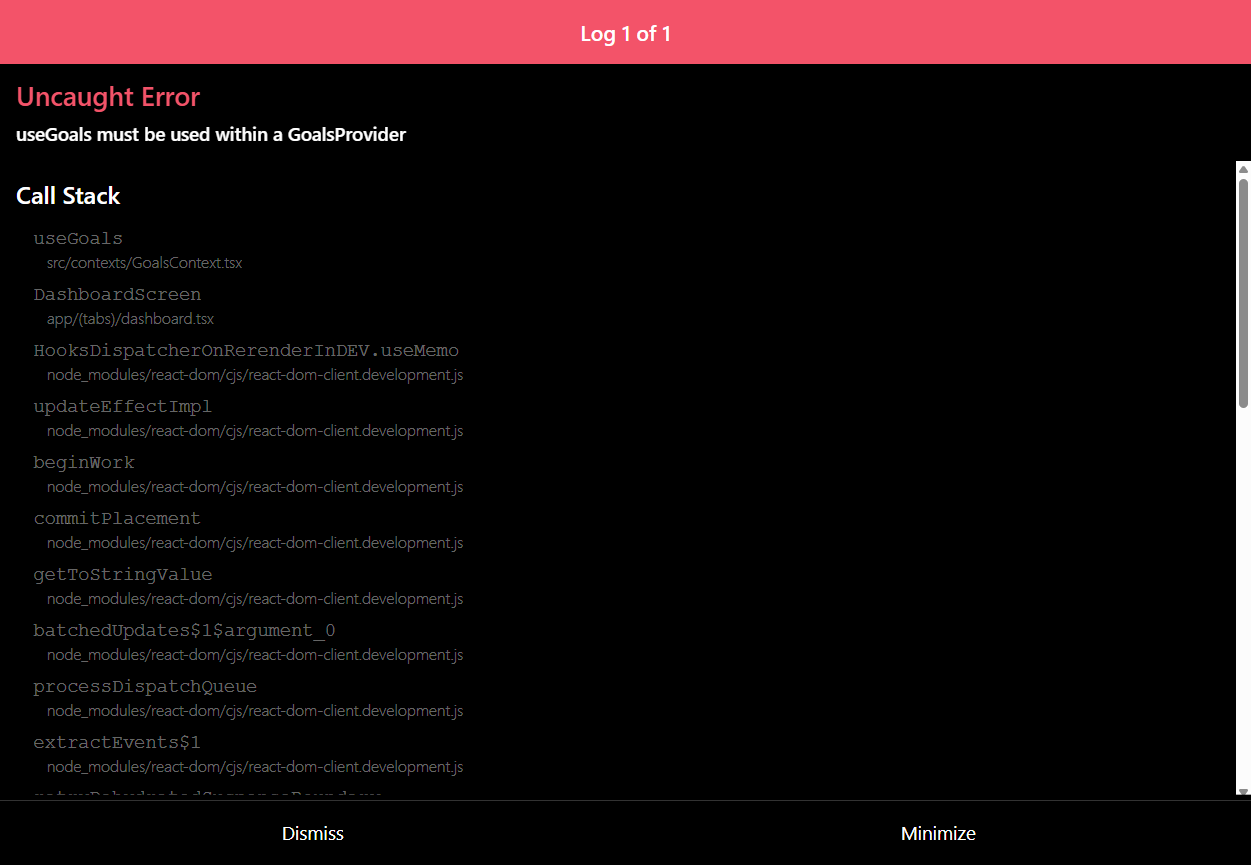 Log 1 of 1
Uncaught Error
useGoals must be used within a GoalsProvider
Call Stack
useGoals
src/contexts/GoalsContext.tsx
DashboardScreen
app/(tabs)/dashboard.tsx
HooksDispatcherOnRerenderInDEV.useMemo
node_modules/react-dom/cjs/react-dom-client.development.js
updateEffectImpl
node_modules/react-dom/cjs/react-dom-client.development.js
beginWork
node_modules/react-dom/cjs/react-dom-client.development.js
commitPlacement
node_modules/react-dom/cjs/react-dom-client.development.js
getToStringValue
node_modules/react-dom/cjs/react-dom-client.development.js
batchedUpdates$1$argument_0
node_modules/react-dom/cjs/react-dom-client.development.js
processDispatchQueue
node_modules/react-dom/cjs/react-dom-client.development.js
extractEvents$1
node_modules/react-dom/cjs/react-dom-client.development.js
Dismiss
Minimize